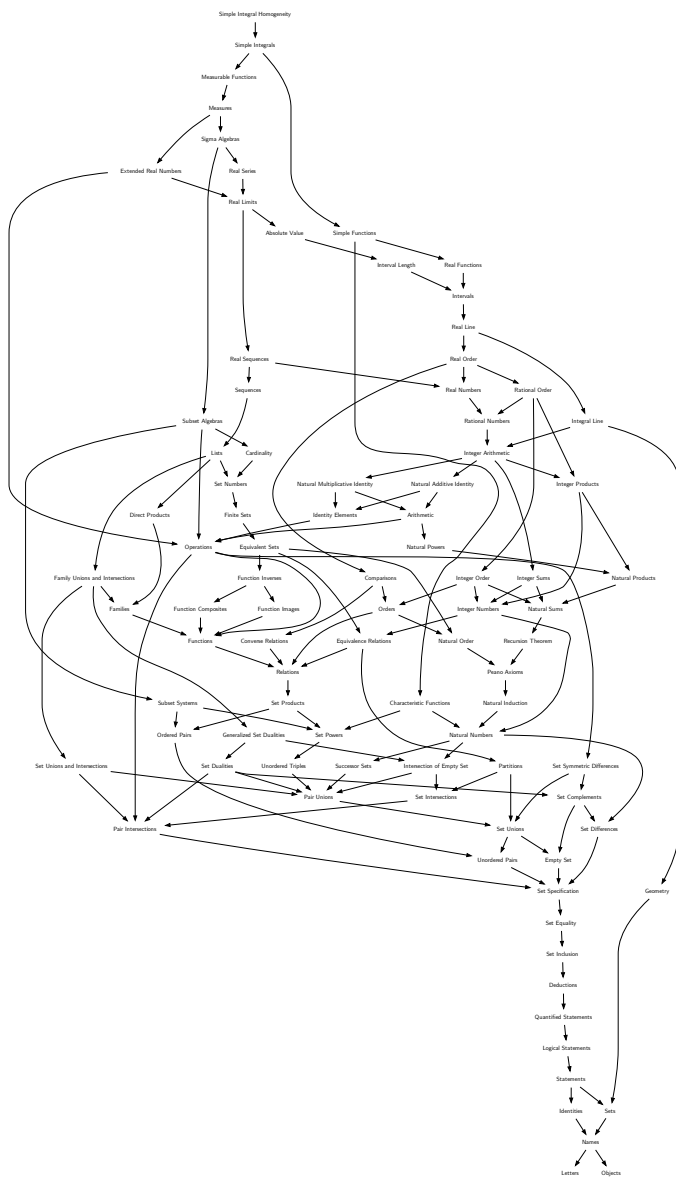 Simple Integral Homogeneity
Simple Integrals
Measurable Functions
Measures
Sigma Algebras
Extended Real Numbers
Real Series
Real Limits
Absolute Value
Simple Functions
Interval Length
Real Functions
Intervals
Real Line
Real Sequences
Real Order
Sequences
Real Numbers
Rational Order
Subset Algebras
Rational Numbers
Integral Line
Lists
Cardinality
Integer Arithmetic
Set Numbers
Natural Multiplicative Identity
Natural Additive Identity
Integer Products
Direct Products
Finite Sets
Identity Elements
Arithmetic
Operations
Equivalent Sets
Natural Powers
Family Unions and Intersections
Function Inverses
Comparisons
Integer Order
Integer Sums
Natural Products
Families
Function Composites
Function Images
Orders
Integer Numbers
Natural Sums
Functions
Converse Relations
Equivalence Relations
Natural Order
Recursion Theorem
Relations
Peano Axioms
Subset Systems
Set Products
Characteristic Functions
Natural Induction
Ordered Pairs
Generalized Set Dualities
Set Powers
Natural Numbers
Set Unions and Intersections
Set Dualities
Unordered Triples
Successor Sets
Intersection of Empty Set
Partitions
Set Symmetric Differences
Pair Unions
Set Intersections
Set Complements
Pair Intersections
Set Unions
Set Differences
Unordered Pairs
Empty Set
Set Specification
Geometry
Set Equality
Set Inclusion
Deductions
Quantified Statements
Logical Statements
Statements
Identities
Sets
Names
Letters
Objects